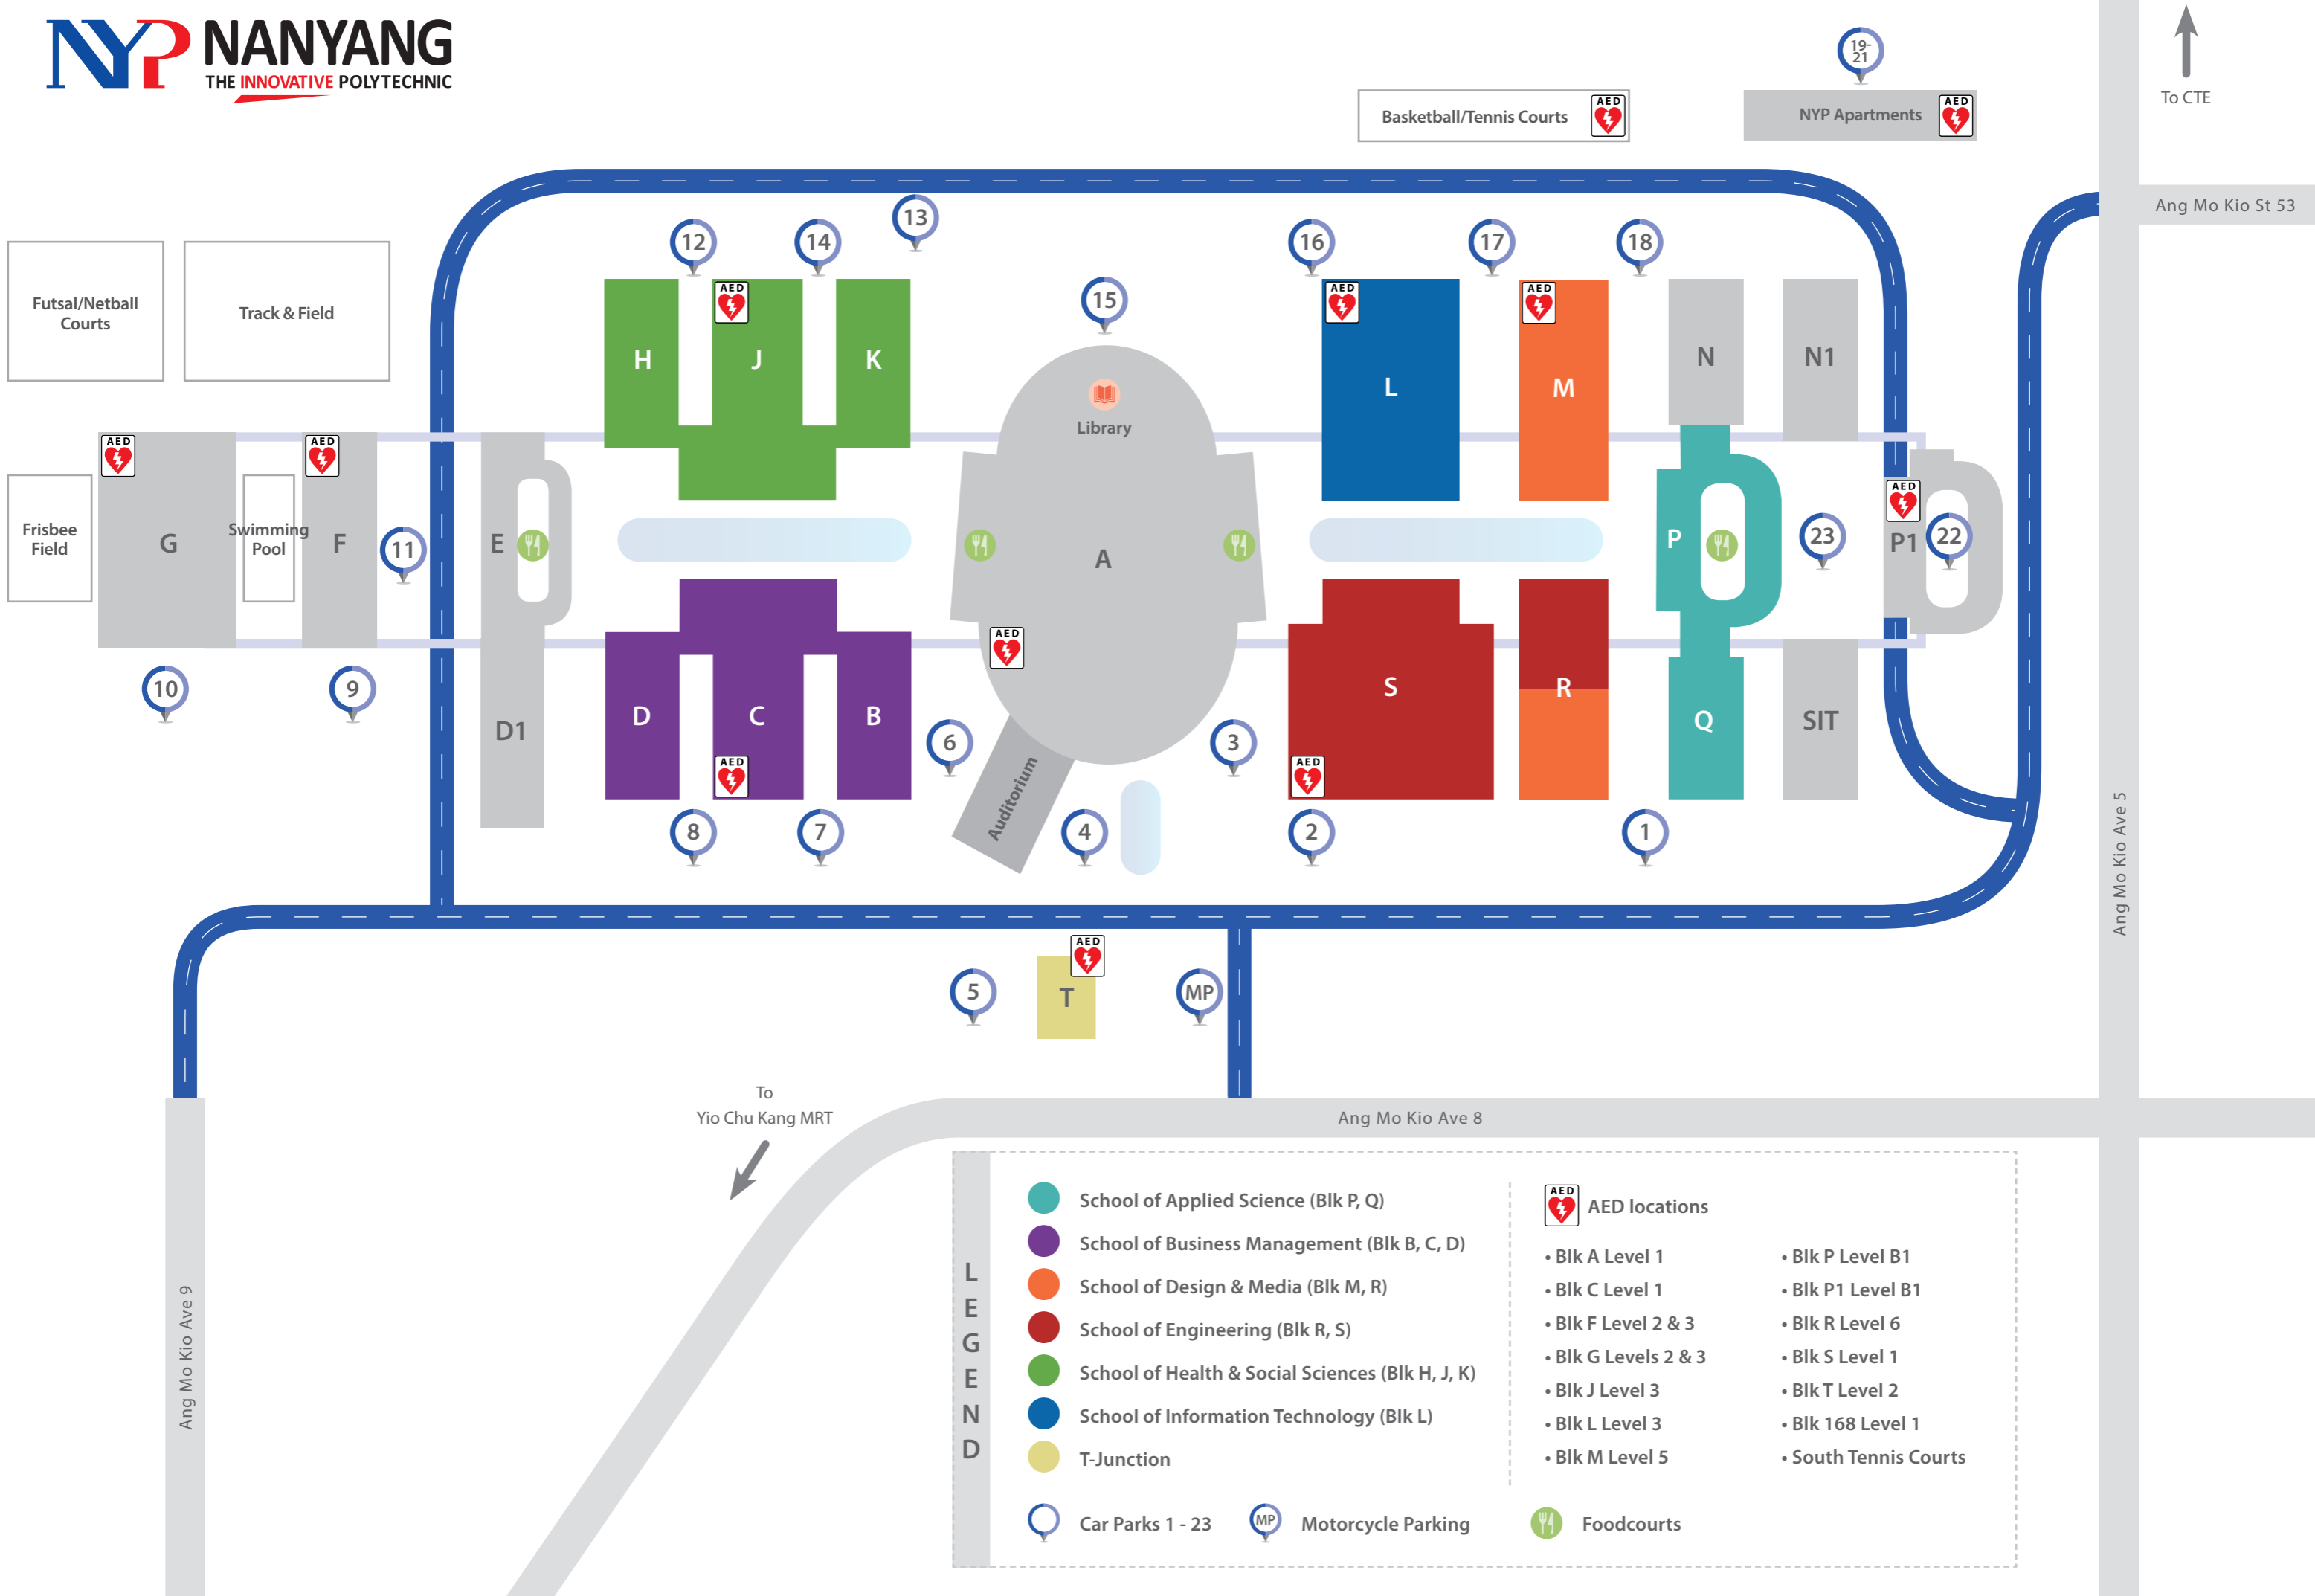 NYP NANYANG
THE INNOVATIVE POLYTECHNIC
19-
21
To CTE
Basketball/Tennis Courts
AED
NYP Apartments
AED
Ang Mo Kio St 53
12
14
13
16
17
18
15
Futsal/Netball
Courts
Track & Field
AED
H
J
K
Library
AED
L
AED
M
N
N1
AED
G
AED
F
Frisbee
Field
Swimming
Pool
11
E
A
P
23
AED
P1
22
10
9
D1
D
C
B
AED
AED
6
Auditorium
3
S
AED
R
Q
SIT
8
7
4
2
1
Ang Mo Kio Ave 5
5
AED
T
MP
To
Yio Chu Kang MRT
Ang Mo Kio Ave 8
Ang Mo Kio Ave 9
LEGEND
School of Applied Science (Blk P, Q)
School of Business Management (Blk B, C, D)
School of Design & Media (Blk M, R)
School of Engineering (Blk R, S)
School of Health & Social Sciences (Blk H, J, K)
School of Information Technology (Blk L)
T-Junction
Car Parks 1 - 23
MP Motorcycle Parking
Foodcourts
AED AED locations
• Blk A Level 1
• Blk C Level 1
• Blk F Level 2 & 3
• Blk G Levels 2 & 3
• Blk J Level 3
• Blk L Level 3
• Blk M Level 5
• Blk P Level B1
• Blk P1 Level B1
• Blk R Level 6
• Blk S Level 1
• Blk T Level 2
• Blk 168 Level 1
• South Tennis Courts